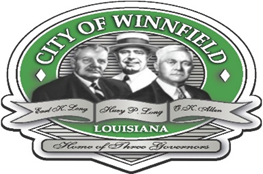 CITY OF WINNFIELD
Earl K. Long
Huey P. Long
O.K. Allen
LOUISIANA
Home of Three Governors